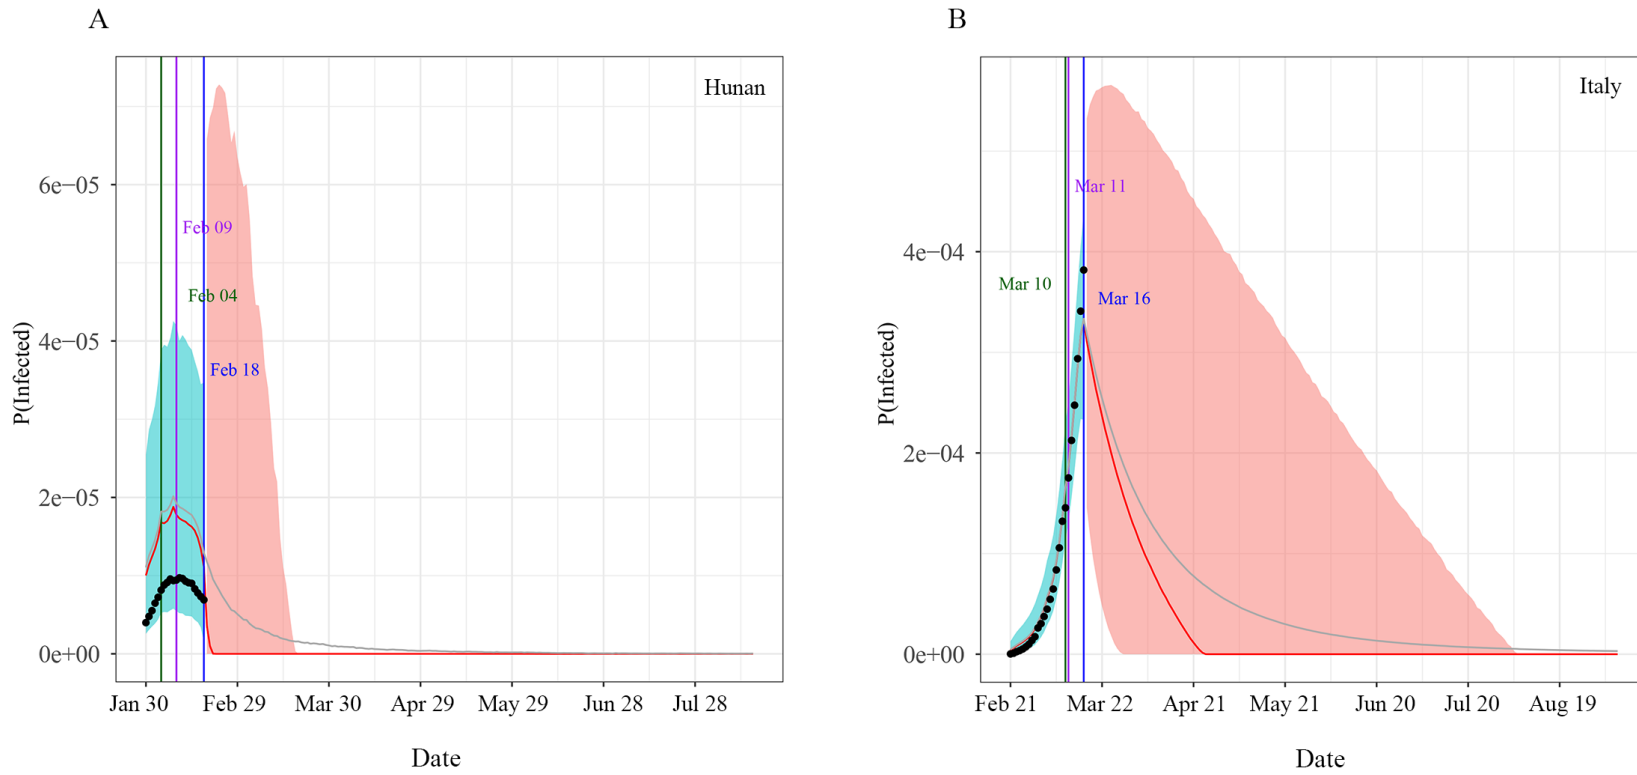 A
Hunan
P(Infected)
6e−05
4e−05
2e−05
0e+00
Feb 09
Feb 04
Feb 18
Jan 30 Feb 29 Mar 30 Apr 29 May 29 Jun 28 Jul 28
Date
B
Italy
P(Infected)
4e−04
2e−04
0e+00
Mar 11
Mar 10
Mar 16
Feb 21 Mar 22 Apr 21 May 21 Jun 20 Jul 20 Aug 19
Date